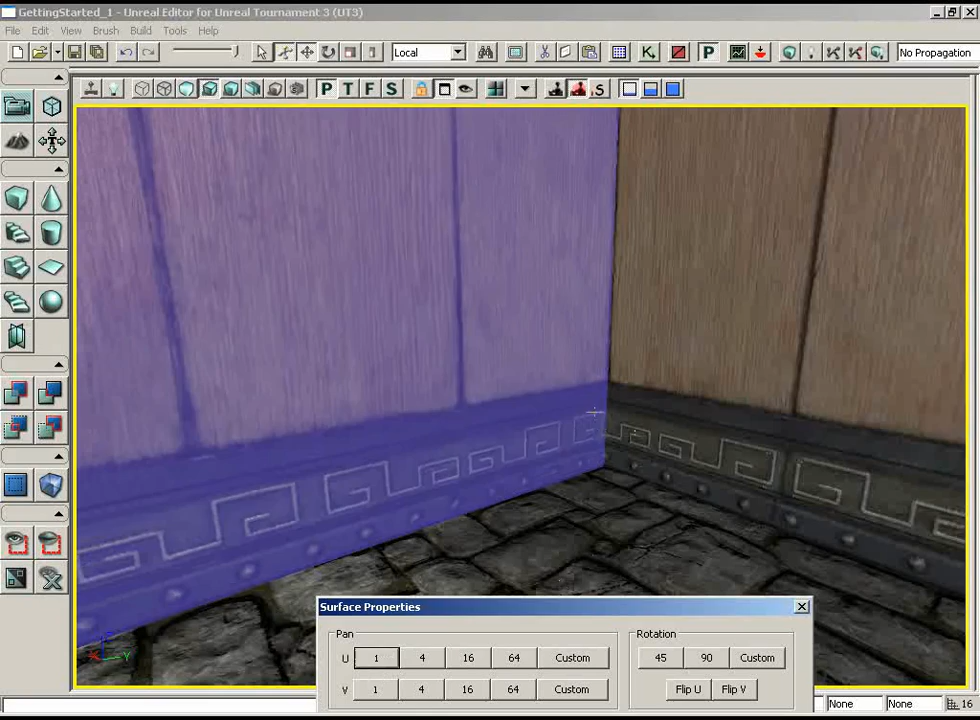 GettingStarted_1 - Unreal Editor for Unreal Tournament 3 (UT3)
File Edit View Brush Build Tools Help
Local
P
No Propagation
P T F S
.S
Surface Properties
Pan
Rotation
U 1 4 16 64 Custom
45 90 Custom
V 1 4 16 64 Custom
Flip U Flip V
X Y
None None 16